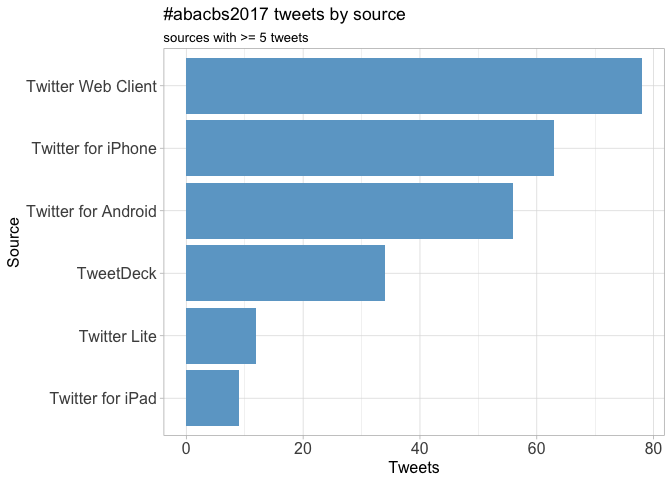 #abacbs2017 tweets by source
sources with >= 5 tweets
Twitter Web Client
Twitter for iPhone
Twitter for Android
TweetDeck
Twitter Lite
Twitter for iPad
Source
0 20 40 60 80
Tweets